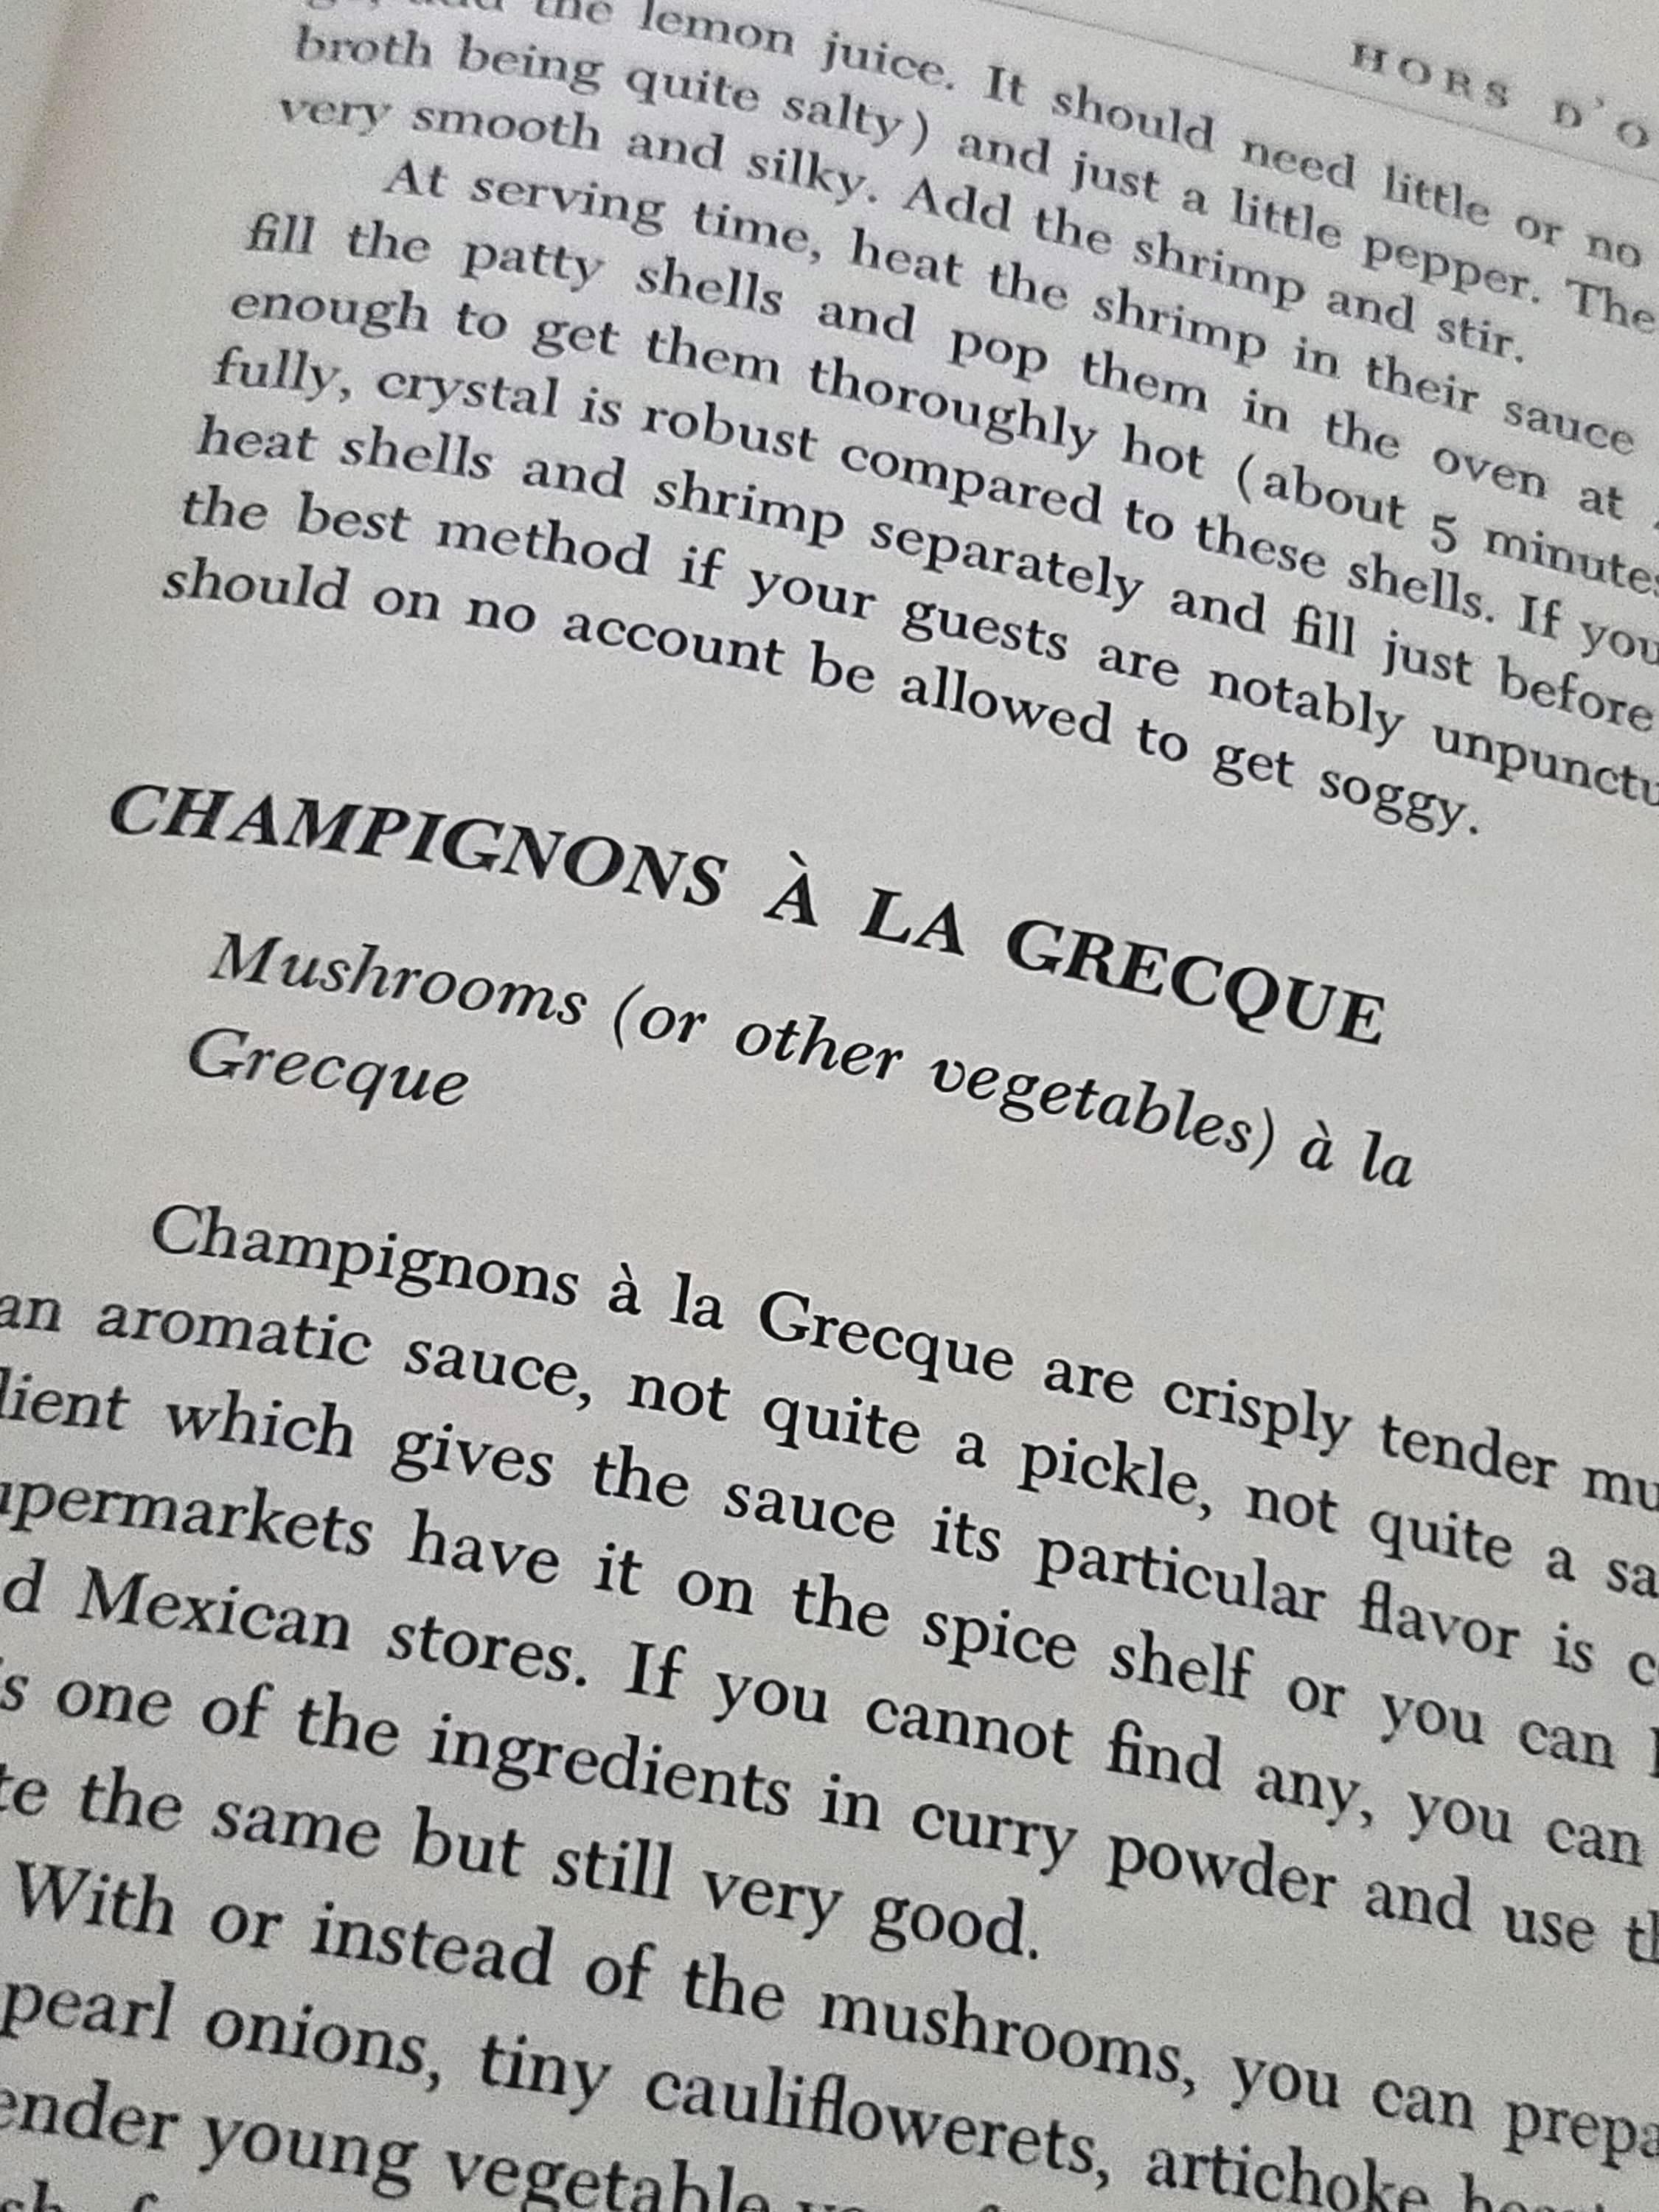 HORS D'O
the lemon juice. It should need little or no
broth being quite salty) and just a little pepper. The
very smooth and silky. Add the shrimp and stir.
At serving time, heat the shrimp in their sauce
fill the patty shells and pop them in the oven at
enough to get them thoroughly hot (about 5 minutes
fully, crystal is robust compared to these shells. If you
heat shells and shrimp separately and fill just before
the best method if your guests are notably unpunctu
should on no account be allowed to get soggy.
CHAMPIGNONS À LA GRECQUE
Mushrooms (or other vegetables) à la
Grecque
Champignons à la Grecque are crisply tender mu
an aromatic sauce, not quite a pickle, not quite a sa
dient which gives the sauce its particular flavor is c
upermarkets have it on the spice shelf or you can
d Mexican stores. If you cannot find any, you can
s one of the ingredients in curry powder and use th
te the same but still very good.
With or instead of the mushrooms, you can prepa
pearl onions, tiny cauliflowerets, artichoke
ender young vegetable